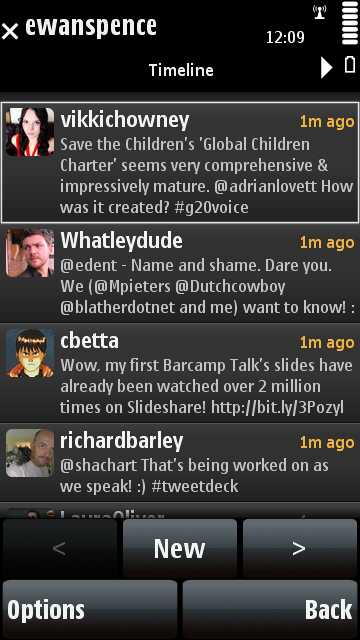 ewanspence
12:09
Timeline
vikkichowney 1m ago
Save the Children's 'Global Children
Charter' seems very comprehensive &
impressively mature. @adrianlovett How
was it created? #g20voice
Whatleydude 1m ago
@edent - Name and shame. Dare you.
We (@Mpieters @Dutchcowboy
@blatherdotnet and me) want to know! :
cbetta 1m ago
Wow, my first Barcamp Talk's slides have
already been watched over 2 million
times on Slideshare! http://bit.ly/3Pozyl
richardbarley 1m ago
@shachart That's being worked on as
we speak! :) #tweetdeck
LauraOliver
< New >
Options Back